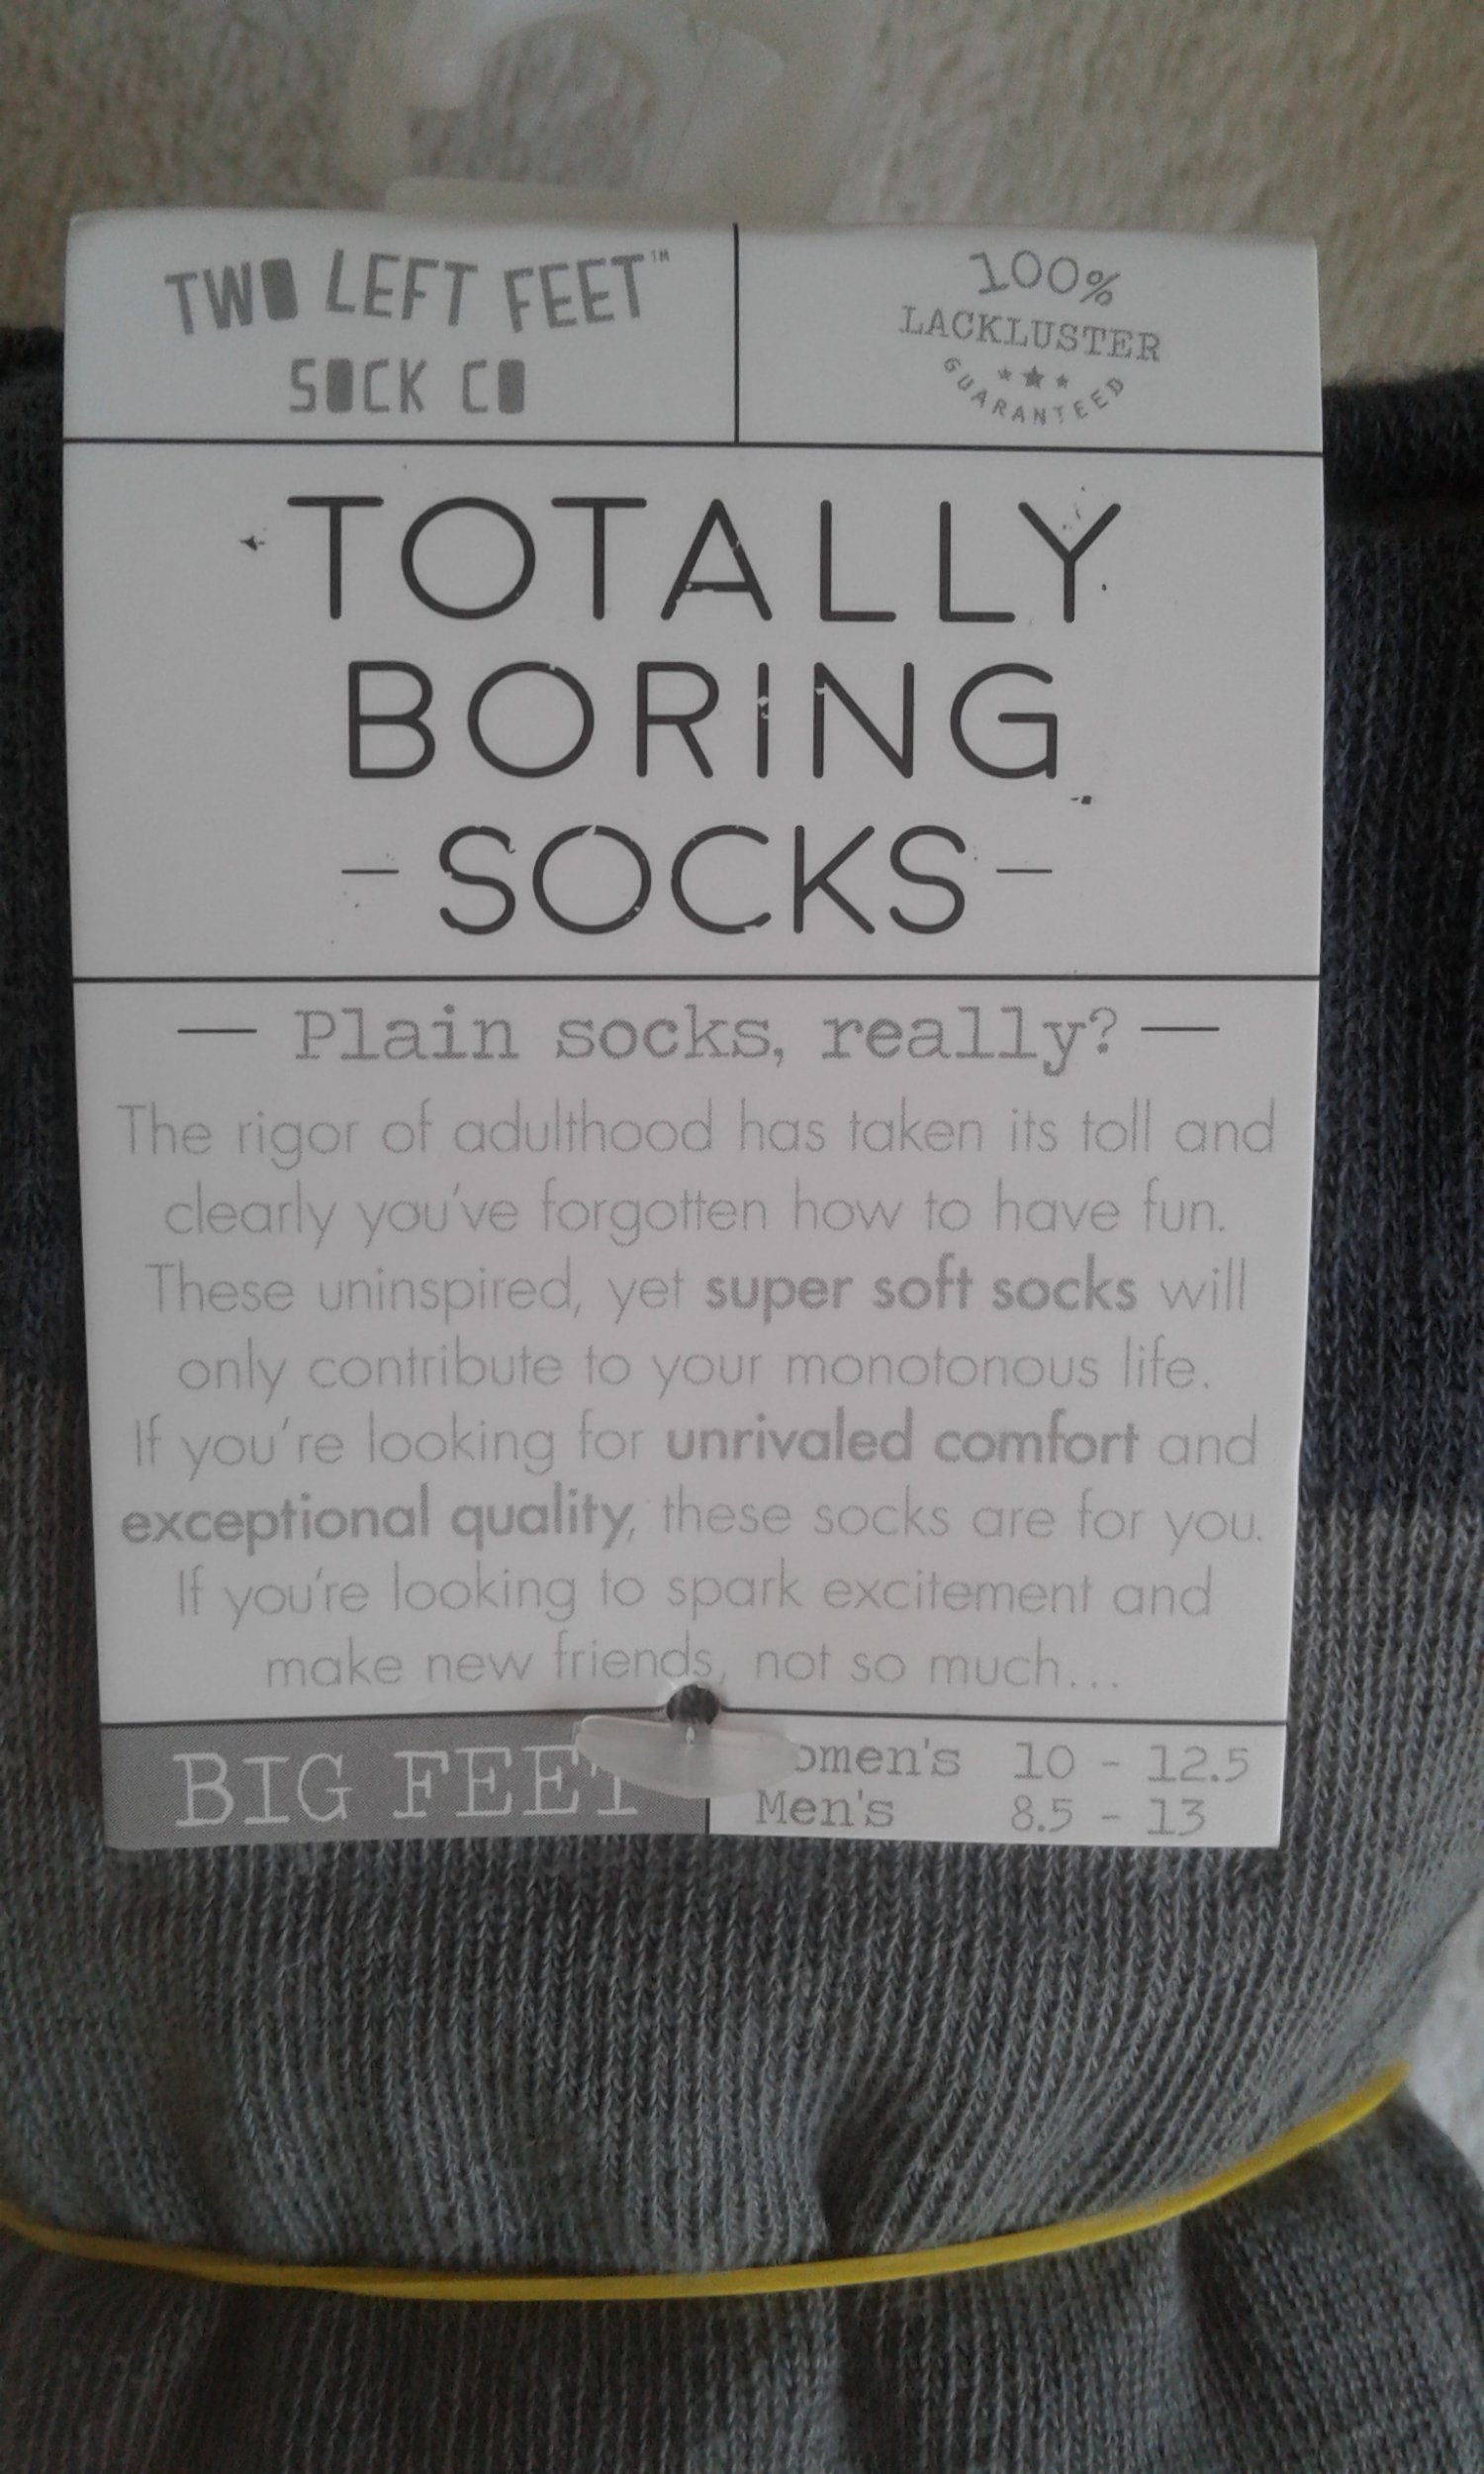 TWO LEFT FEET™
SOCK CO
100%
LACKLUSTER
GUARANTEED
TOTALLY
BORING
- SOCKS -
— Plain socks, really? —
The rigor of adulthood has taken its toll and
clearly you've forgotten how to have fun.
These uninspired, yet super soft socks will
only contribute to your monotonous life.
If you're looking for unrivaled comfort and
exceptional quality, these socks are for you.
If you're looking to spark excitement and
make new friends, not so much...
BIG FEET
omen's 10 - 12.5
Men's 8.5 - 13